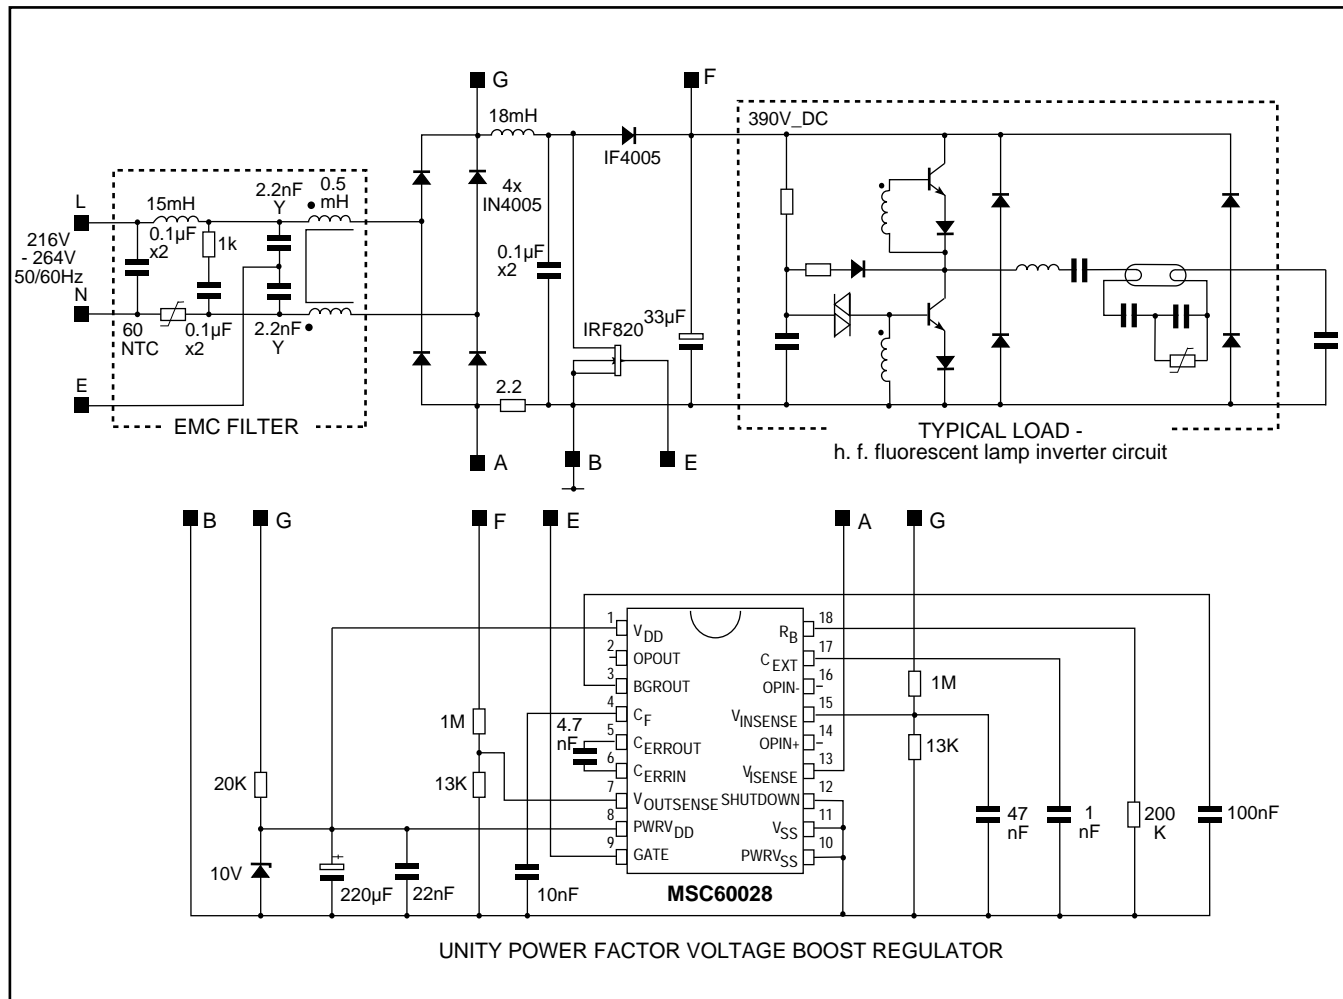 G
F
18mH
390V_DC
IF4005
L
15mH
2.2nF
Y
0.5
mH
4x
IN4005
216V
- 264V
50/60Hz
0.1µF
x2
1k
0.1µF
x2
N
60
NTC
0.1µF
x2
2.2nF
Y
IRF820
33µF
E
2.2
EMC FILTER
TYPICAL LOAD -
h. f. fluorescent lamp inverter circuit
A
B
E
B
G
F
E
A
G
1
VDD
2
OPOUT
3
BGROUT
4
CF
5
CERROUT
6
CERRIN
7
VOUTSENSE
8
PWRVDD
9
GATE
18
RB
17
CEXT
16
OPIN-
15
VINSENSE
14
OPIN+
13
VISENSE
12
SHUTDOWN
11
VSS
10
PWRVSS
MSC60028
1M
13K
4.7
nF
20K
10V
+
220µF
22nF
10nF
1M
13K
47
nF
1
nF
200
K
100nF
UNITY POWER FACTOR VOLTAGE BOOST REGULATOR